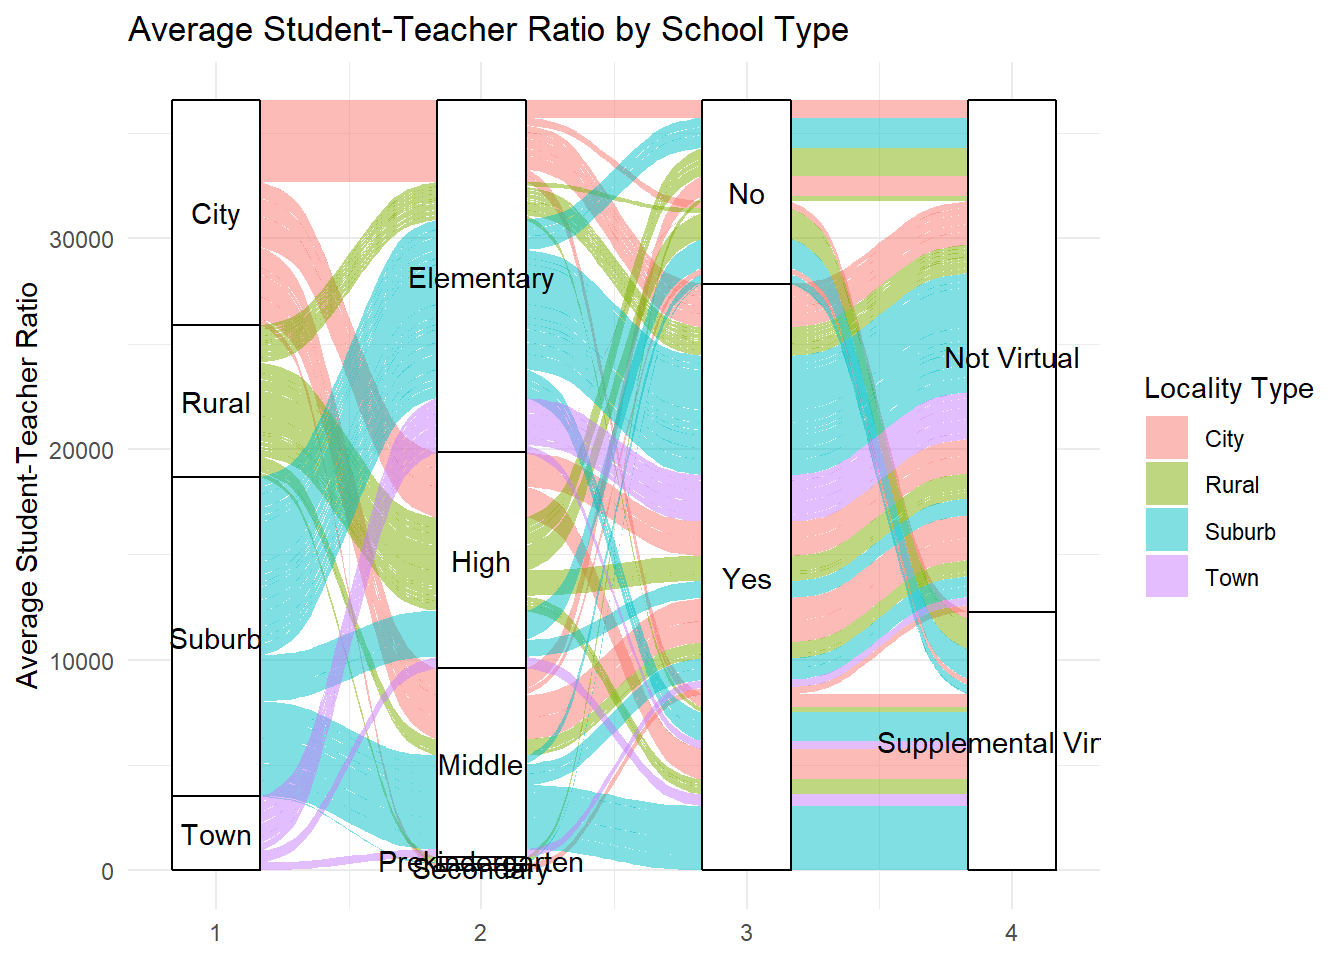 Average Student-Teacher Ratio by School Type
Average Student-Teacher Ratio
30000
20000
10000
0
City
Rural
Suburb
Town
Elementary
High
Middle
Prekindergarten
Secondary
No
Yes
Not Virtual
Supplemental Vir
1
2
3
4
Locality Type
City
Rural
Suburb
Town